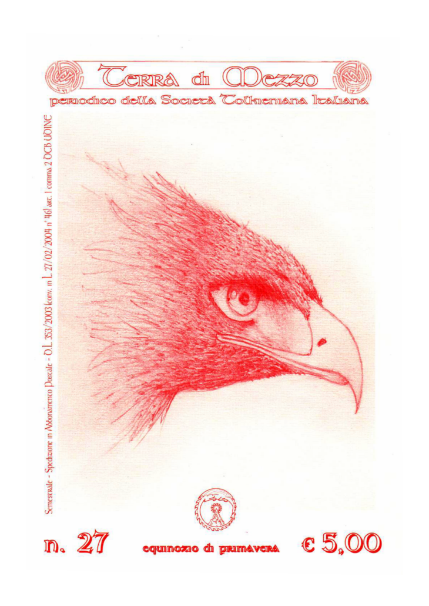 Terra di Mezzo
periodico della Società Tolkieniana Italiana
Semestrale - Spedizione in Abbonamento Postale - D.L. 353/2003 (conv. in L. 27/02/2004 n° 46) art. 1 comma 2 DCB UDINE
n. 27
equinozio di primavera
€ 5,00